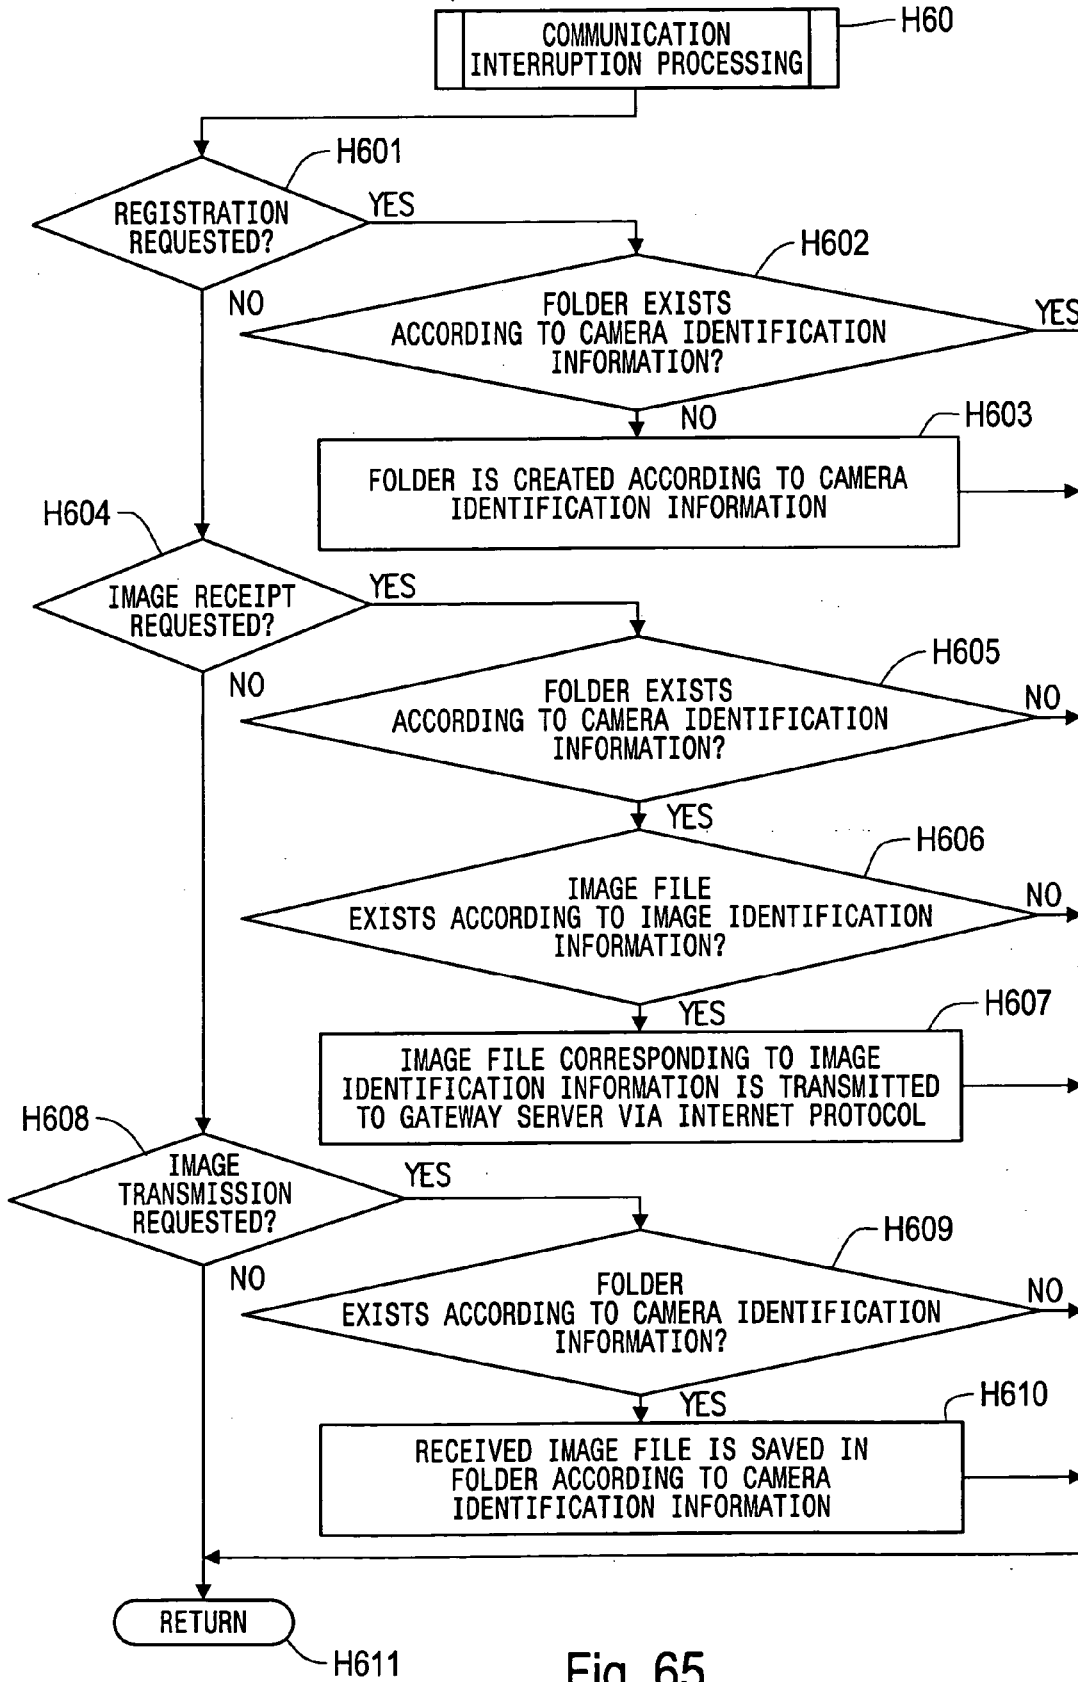 COMMUNICATION
INTERRUPTION PROCESSING
H60
H601
REGISTRATION
REQUESTED?
YES
NO
H602
FOLDER EXISTS
ACCORDING TO CAMERA IDENTIFICATION
INFORMATION?
YES
NO
H603
FOLDER IS CREATED ACCORDING TO CAMERA
IDENTIFICATION INFORMATION
H604
IMAGE RECEIPT
REQUESTED?
YES
NO
H605
FOLDER EXISTS
ACCORDING TO CAMERA IDENTIFICATION
INFORMATION?
NO
YES
H606
IMAGE FILE
EXISTS ACCORDING TO IMAGE IDENTIFICATION
INFORMATION?
NO
YES
H607
IMAGE FILE CORRESPONDING TO IMAGE
IDENTIFICATION INFORMATION IS TRANSMITTED
TO GATEWAY SERVER VIA INTERNET PROTOCOL
H608
IMAGE
TRANSMISSION
REQUESTED?
YES
NO
H609
FOLDER
EXISTS ACCORDING TO CAMERA IDENTIFICATION
INFORMATION?
NO
YES
H610
RECEIVED IMAGE FILE IS SAVED IN
FOLDER ACCORDING TO CAMERA
IDENTIFICATION INFORMATION
RETURN
H611
Fig. 65